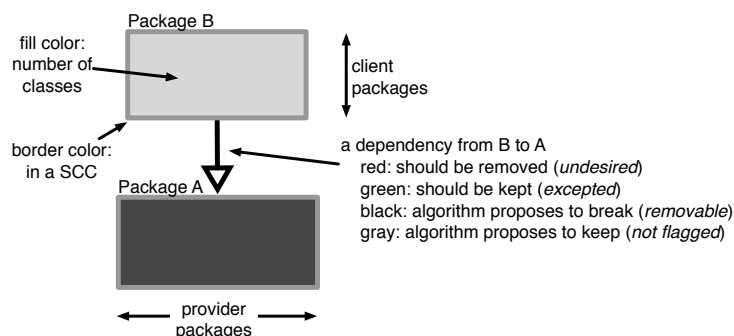 Package B
fill color:
number of
classes
client
packages
border color:
in a SCC
a dependency from B to A
red: should be removed (undesired)
green: should be kept (excepted)
black: algorithm proposes to break (removable)
gray: algorithm proposes to keep (not flagged)
Package A
provider
packages